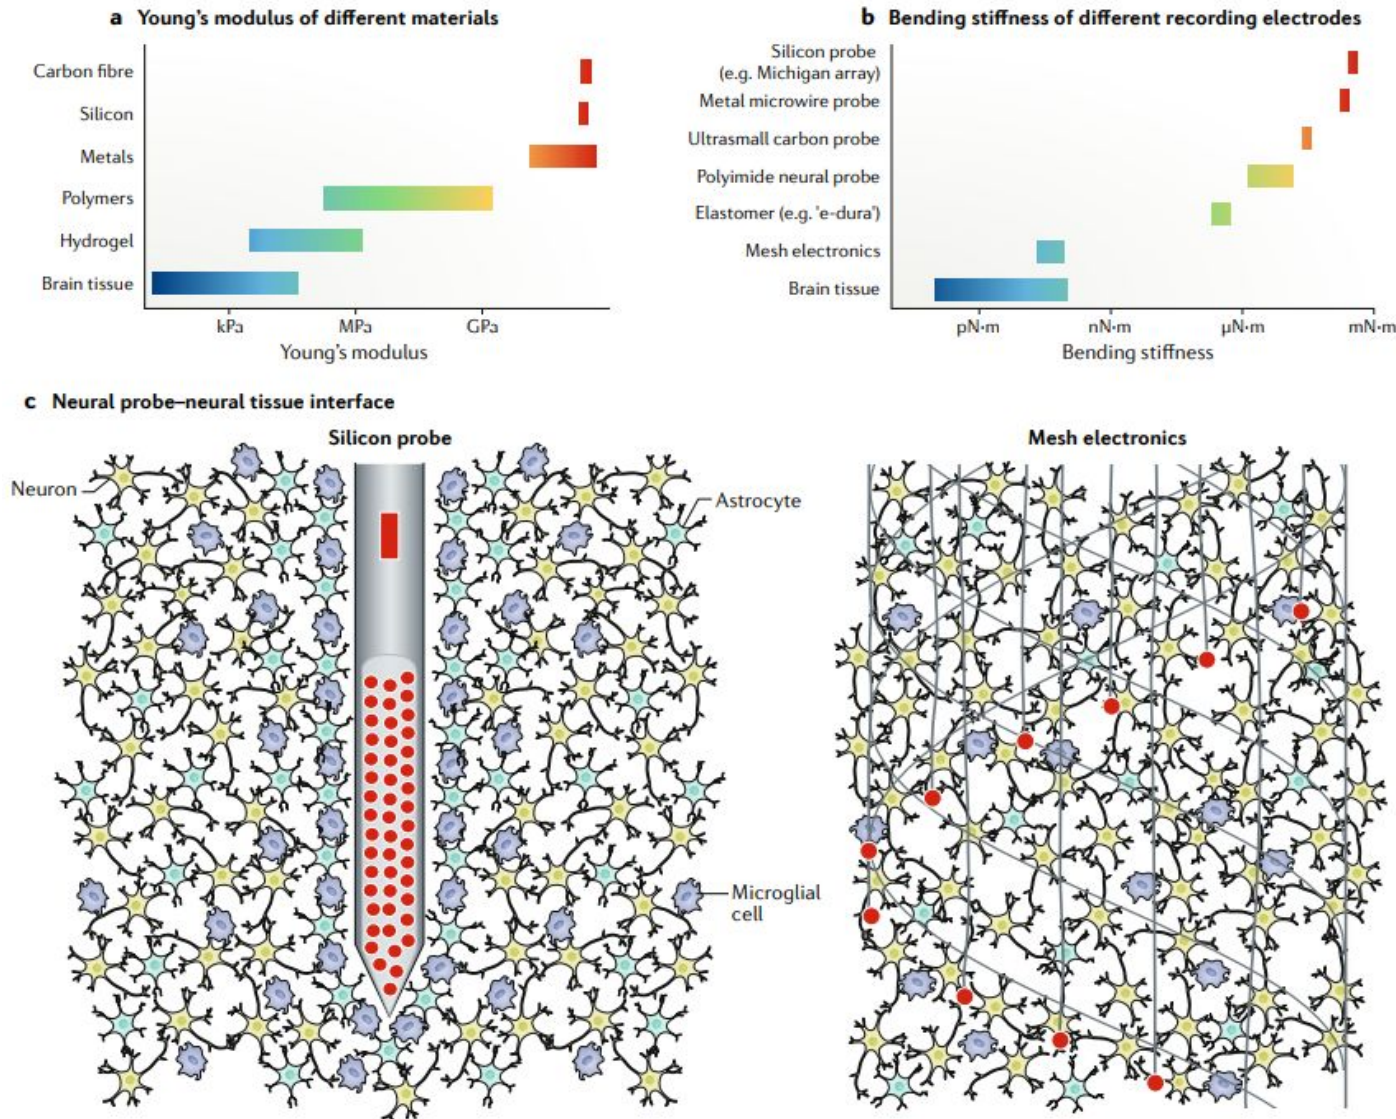 a Young's modulus of different materials
Carbon fibre
Silicon
Metals
Polymers
Hydrogel
Brain tissue
kPa MPa GPa
Young's modulus
b Bending stiffness of different recording electrodes
Silicon probe
(e.g. Michigan array)
Metal microwire probe
Ultrasmall carbon probe
Polyimide neural probe
Elastomer (e.g. 'e-dura')
Mesh electronics
Brain tissue
pN·m nN·m µN·m mN·m
Bending stiffness
c Neural probe–neural tissue interface
Silicon probe
Neuron
Astrocyte
Microglial
cell
Mesh electronics